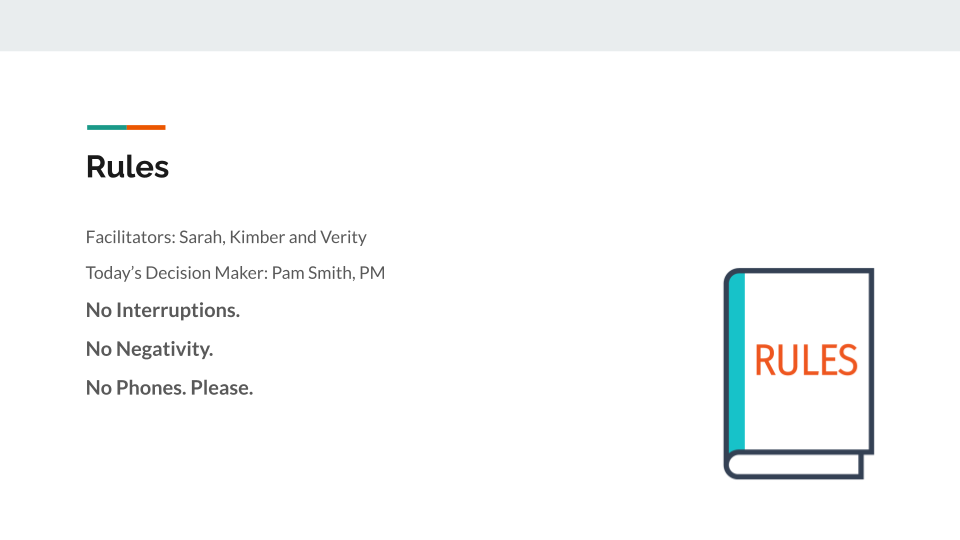 Rules
Facilitators: Sarah, Kimber and Verity
Today’s Decision Maker: Pam Smith, PM
No Interruptions.
No Negativity.
No Phones. Please.
RULES